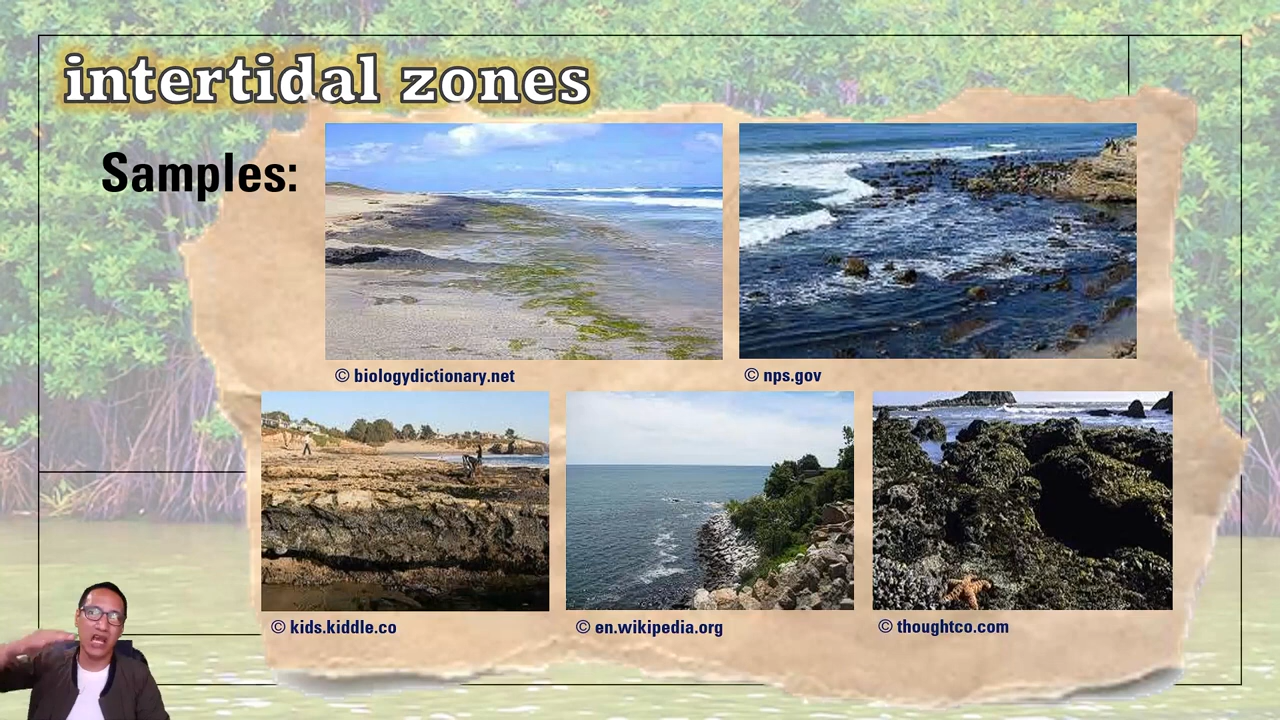 intertidal zones
Samples:
© biologydictionary.net
© nps.gov
© kids.kiddle.co
© en.wikipedia.org
© thoughtco.com